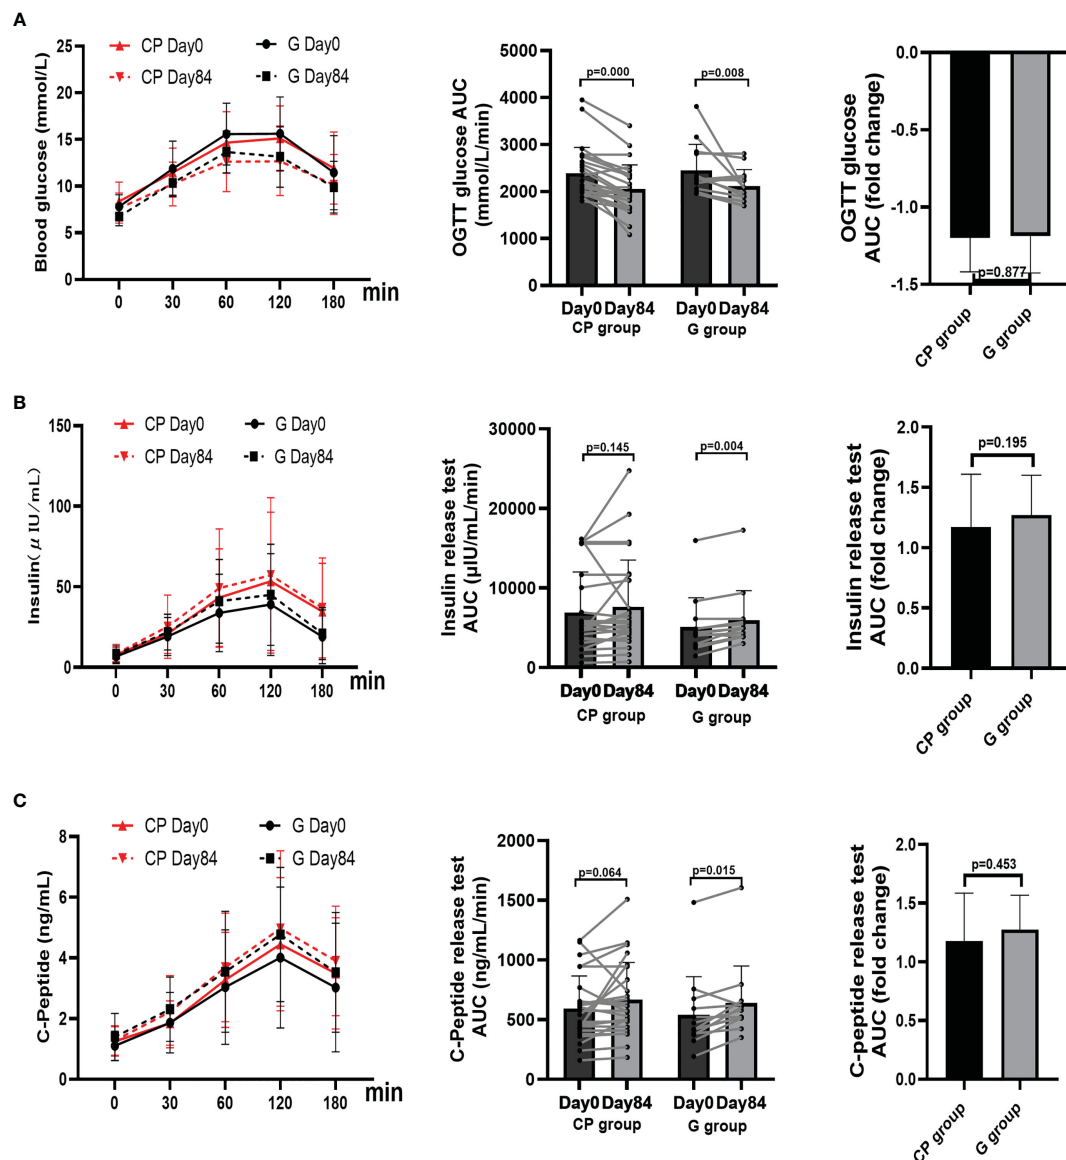 A
CP Day0
G Day0
CP Day84
G Day84
Blood glucose (mmol/L)
25
20
15
10
5
0
0 30 60 120 180 min
OGTT glucose AUC
(mmol/L/min)
5000
4000
3000
2000
1000
0
p=0.000
p=0.008
Day0 Day84 Day0 Day84
CP group G group
OGTT glucose
AUC (fold change)
0.0
-0.5
-1.0
-1.5
p=0.877
CP group
G group
B
CP Day0
G Day0
CP Day84
G Day84
Insulin(μIU/mL)
150
100
50
0
0 30 60 120 180 min
Insulin release test
AUC (μIU/mL/min)
30000
20000
10000
0
p=0.145
p=0.004
Day0 Day84 Day0 Day84
CP group G group
Insulin release test
AUC (fold change)
2.0
1.5
1.0
0.5
0.0
p=0.195
CP group
G group
C
CP Day0
G Day0
CP Day84
G Day84
C-Peptide (ng/mL)
8
6
4
2
0
0 30 60 120 180 min
C-Peptide release test
AUC (ng/mL/min)
2000
1500
1000
500
0
p=0.064
p=0.015
Day0 Day84 Day0 Day84
CP group G group
C-peptide release test
AUC (fold change)
2.0
1.5
1.0
0.5
0.0
p=0.453
CP group
G group